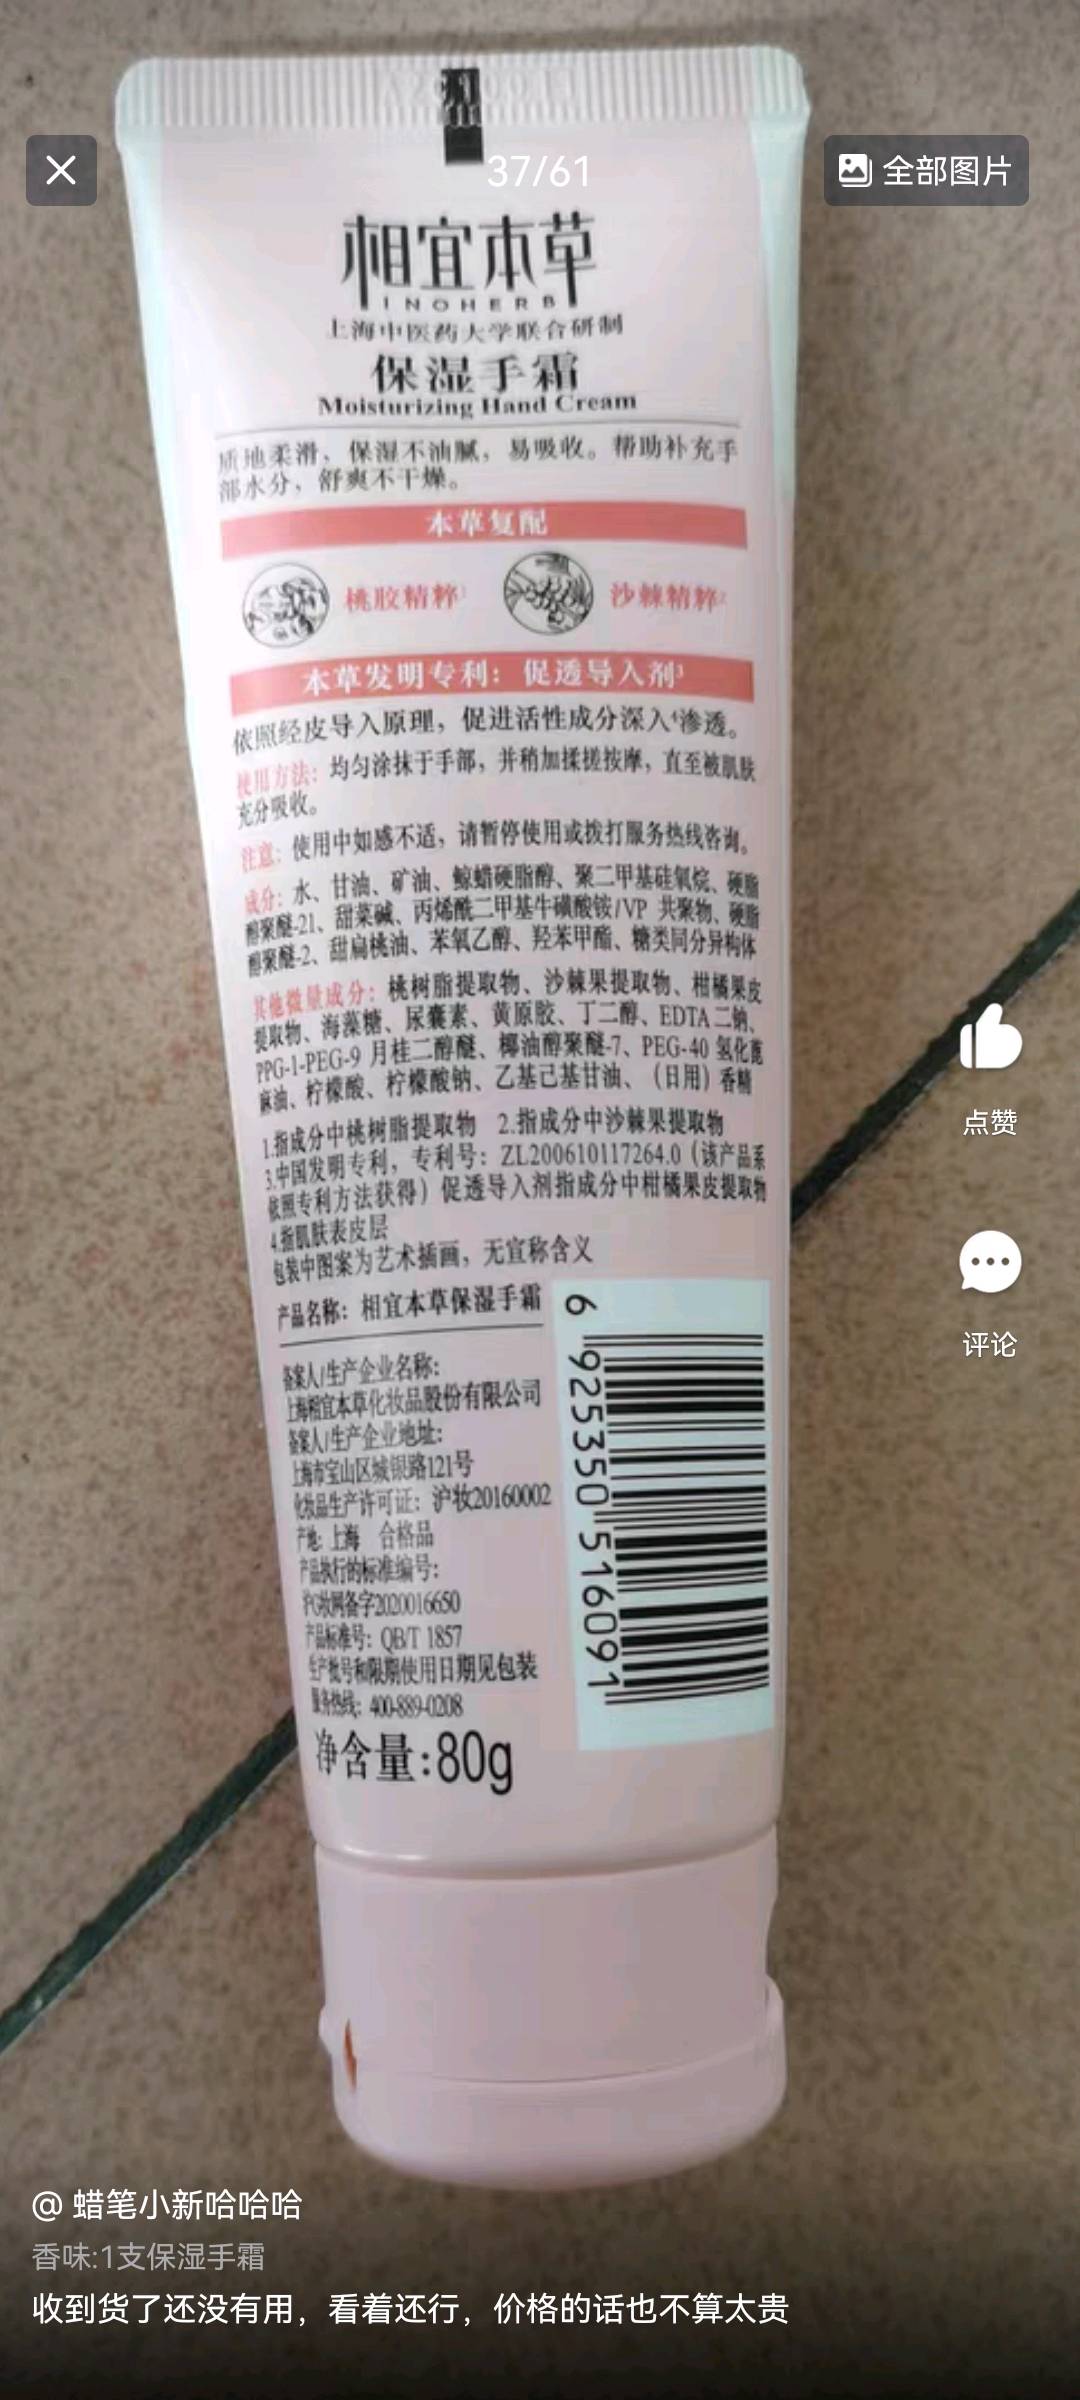 37/61
全部图片
相宜本草
INOHERB
上海中医药大学联合研制
保湿手霜
Moisturizing Hand Cream
质地柔滑，保湿不油腻，易吸收。帮助补充手
部水分，舒爽不干燥。
本草复配
桃胶精粹1 沙棘精粹2
本草发明专利：促透导入剂3
依照经皮导入原理，促进活性成分深入4渗透。
使用方法：均匀涂抹于手部，并稍加揉搓按摩，直至被肌肤
充分吸收。
注意：使用中如感不适，请暂停使用或拨打服务热线咨询。
成分：水、甘油、矿油、鲸蜡硬脂醇、聚二甲基硅氧烷、硬脂
醇聚醚-21、甜菜碱、丙烯酰二甲基牛磺酸铵/VP 共聚物、硬脂
醇聚醚-2、甜扁桃油、苯氧乙醇、羟苯甲酯、糖类同分异构体
其他微量成分：桃树脂提取物、沙棘果提取物、柑橘果皮
提取物、海藻糖、尿囊素、黄原胶、丁二醇、EDTA二钠、
PPG-1-PEG-9 月桂二醇醚、椰油醇聚醚-7、PEG-40 氢化蓖
麻油、柠檬酸、柠檬酸钠、乙基己基甘油、（日用）香精
1.指成分中桃树脂提取物 2.指成分中沙棘果提取物
3.中国发明专利，专利号：ZL200610117264.0（该产品系
依照专利方法获得）促透导入剂指成分中柑橘果皮提取物
4.指肌肤表皮层
包装中图案为艺术插画，无宣称含义
产品名称：相宜本草保湿手霜
备案人/生产企业名称：
上海相宜本草化妆品股份有限公司
备案人/生产企业地址：
上海市宝山区城银路121号
化妆品生产许可证：沪妆20160002
产地：上海 合格品
产品执行的标准编号：
沪G妆网备字2020016650
产品标准号：QB/T 1857
生产批号和限期使用日期见包装
服务热线：400-889-0208
净含量：80g
6 925350 516091
点赞
评论
@ 蜡笔小新哈哈哈
香味:1支保湿手霜
收到货了还没有用，看着还行，价格的话也不算太贵